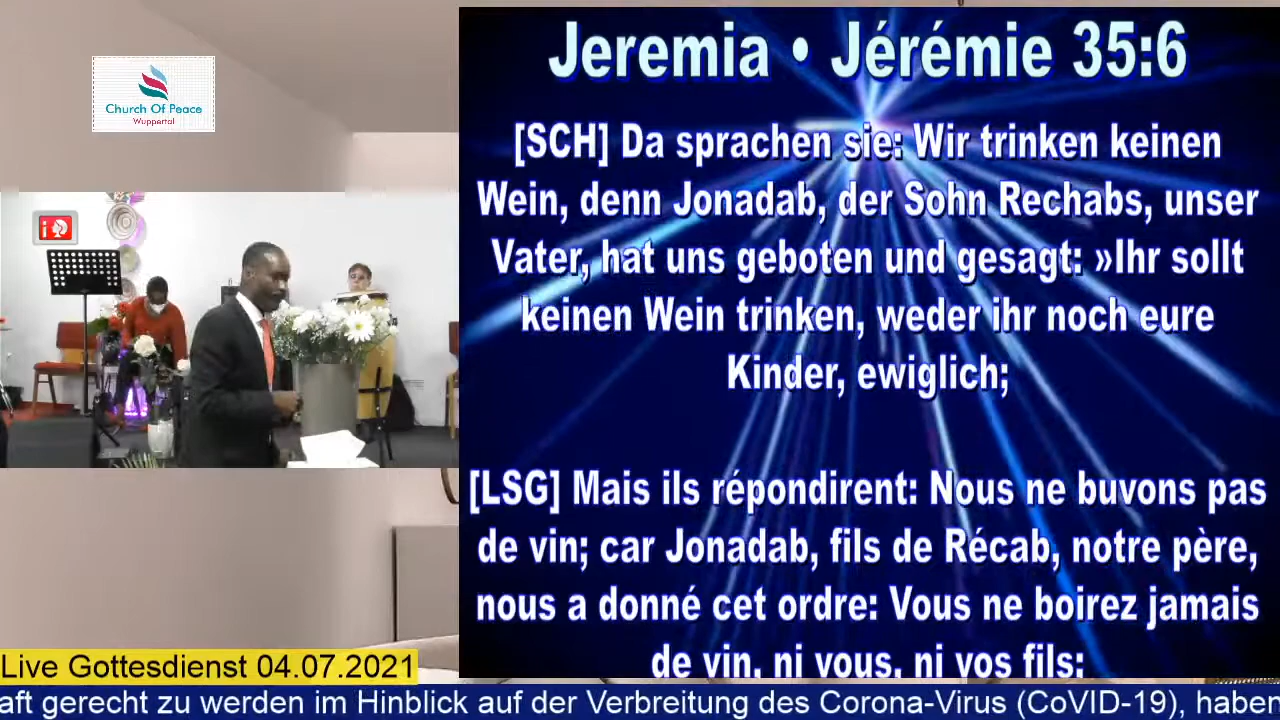 Church Of Peace
Wuppertal
Jeremia • Jérémie 35:6
[SCH] Da sprachen sie: Wir trinken keinen
Wein, denn Jonadab, der Sohn Rechabs, unser
Vater, hat uns geboten und gesagt: »Ihr sollt
keinen Wein trinken, weder ihr noch eure
Kinder, ewiglich;
[LSG] Mais ils répondirent: Nous ne buvons pas
de vin; car Jonadab, fils de Récab, notre père,
nous a donné cet ordre: Vous ne boirez jamais
de vin, ni vous, ni vos fils;
Live Gottesdienst 04.07.2021
aft gerecht zu werden im Hinblick auf der Verbreitung des Corona-Virus (CoVID-19), haben